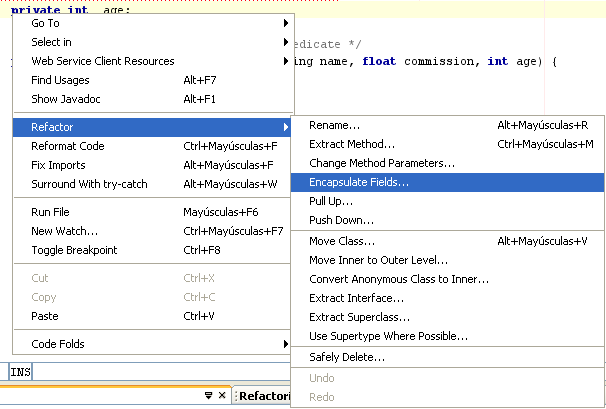 private int _age;
Go To
Select in
edicate */
Web Service Client Resources
ing name, float commission, int age) {
Find Usages Alt+F7
Show Javadoc Alt+F1
Refactor
Reformat Code Ctrl+Mayúsculas+F
Fix Imports Alt+Mayúsculas+F
Surround With try-catch Alt+Mayúsculas+W
Run File Mayúsculas+F6
New Watch... Ctrl+Mayúsculas+F7
Toggle Breakpoint Ctrl+F8
Cut Ctrl+X
Copy Ctrl+C
Paste Ctrl+V
Code Folds
Rename... Alt+Mayúsculas+R
Extract Method... Ctrl+Mayúsculas+M
Change Method Parameters...
Encapsulate Fields...
Pull Up...
Push Down...
Move Class... Alt+Mayúsculas+V
Move Inner to Outer Level...
Convert Anonymous Class to Inner...
Extract Interface...
Extract Superclass...
Use Supertype Where Possible...
Safely Delete...
Undo
Redo
INS
Refactori